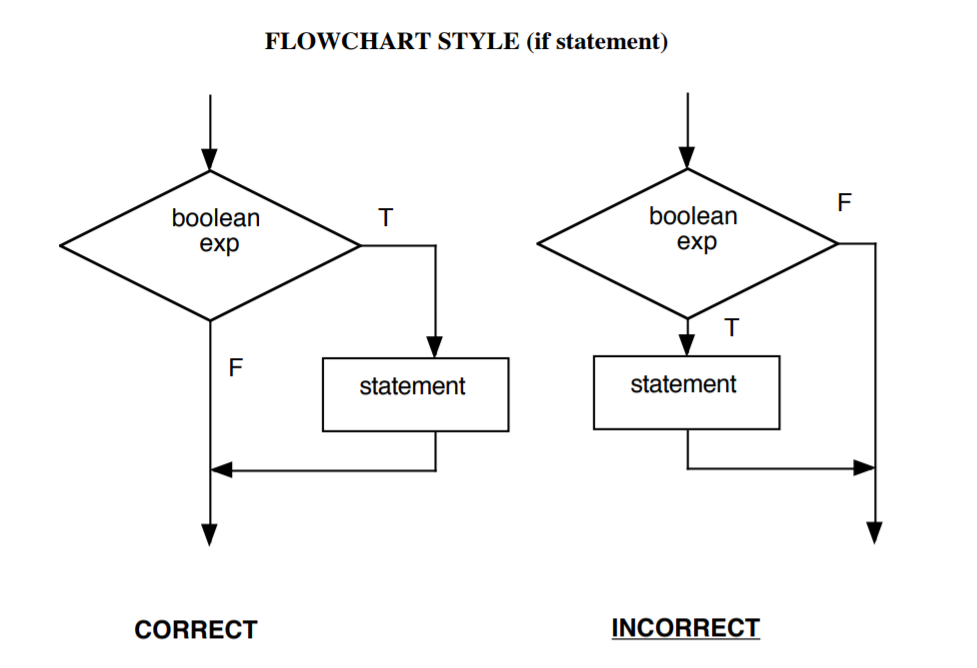 FLOWCHART STYLE (if statement)
boolean
exp
T
F
statement
CORRECT
boolean
exp
F
T
statement
INCORRECT